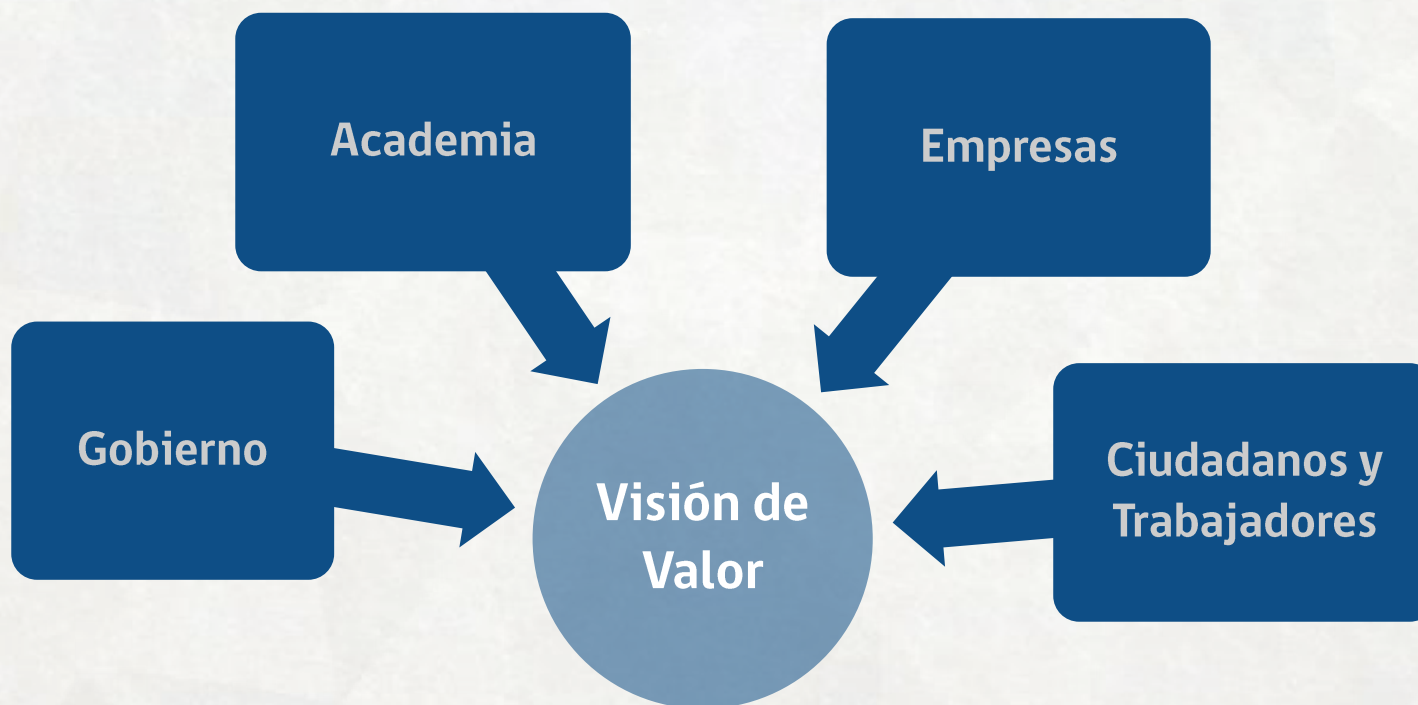 Academia
Empresas
Gobierno
Visión de
Valor
Ciudadanos y
Trabajadores